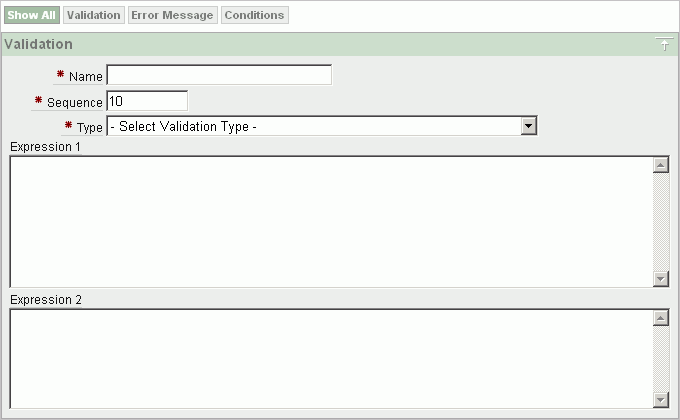 Show All Validation Error Message Conditions
Validation
* Name
* Sequence 10
* Type - Select Validation Type -
Expression 1
Expression 2